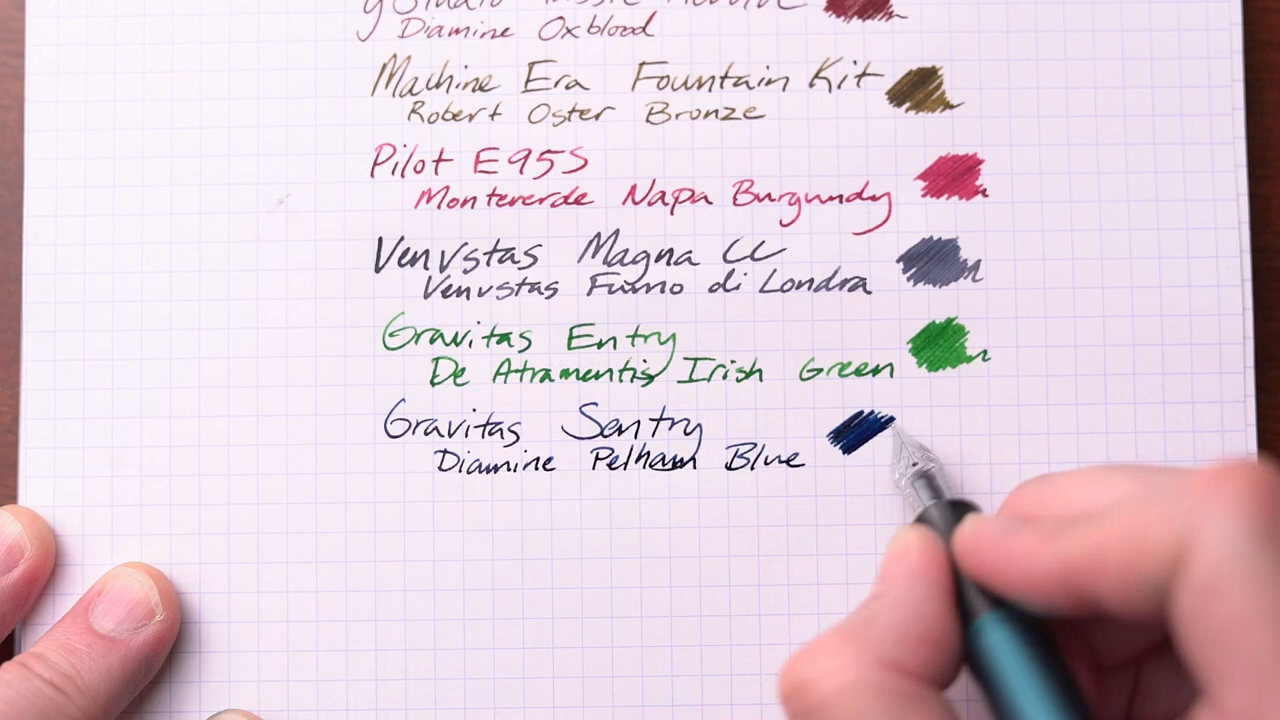 Diamine Oxblood
Machine Era Fountain Kit
Robert Oster Bronze
Pilot E95S
Monteverde Napa Burgundy
Venvstas Magna CC
Venvstas Fumo di Londra
Gravitas Entry
De Atramentis Irish Green
Gravitas Sentry
Diamine Pelham Blue